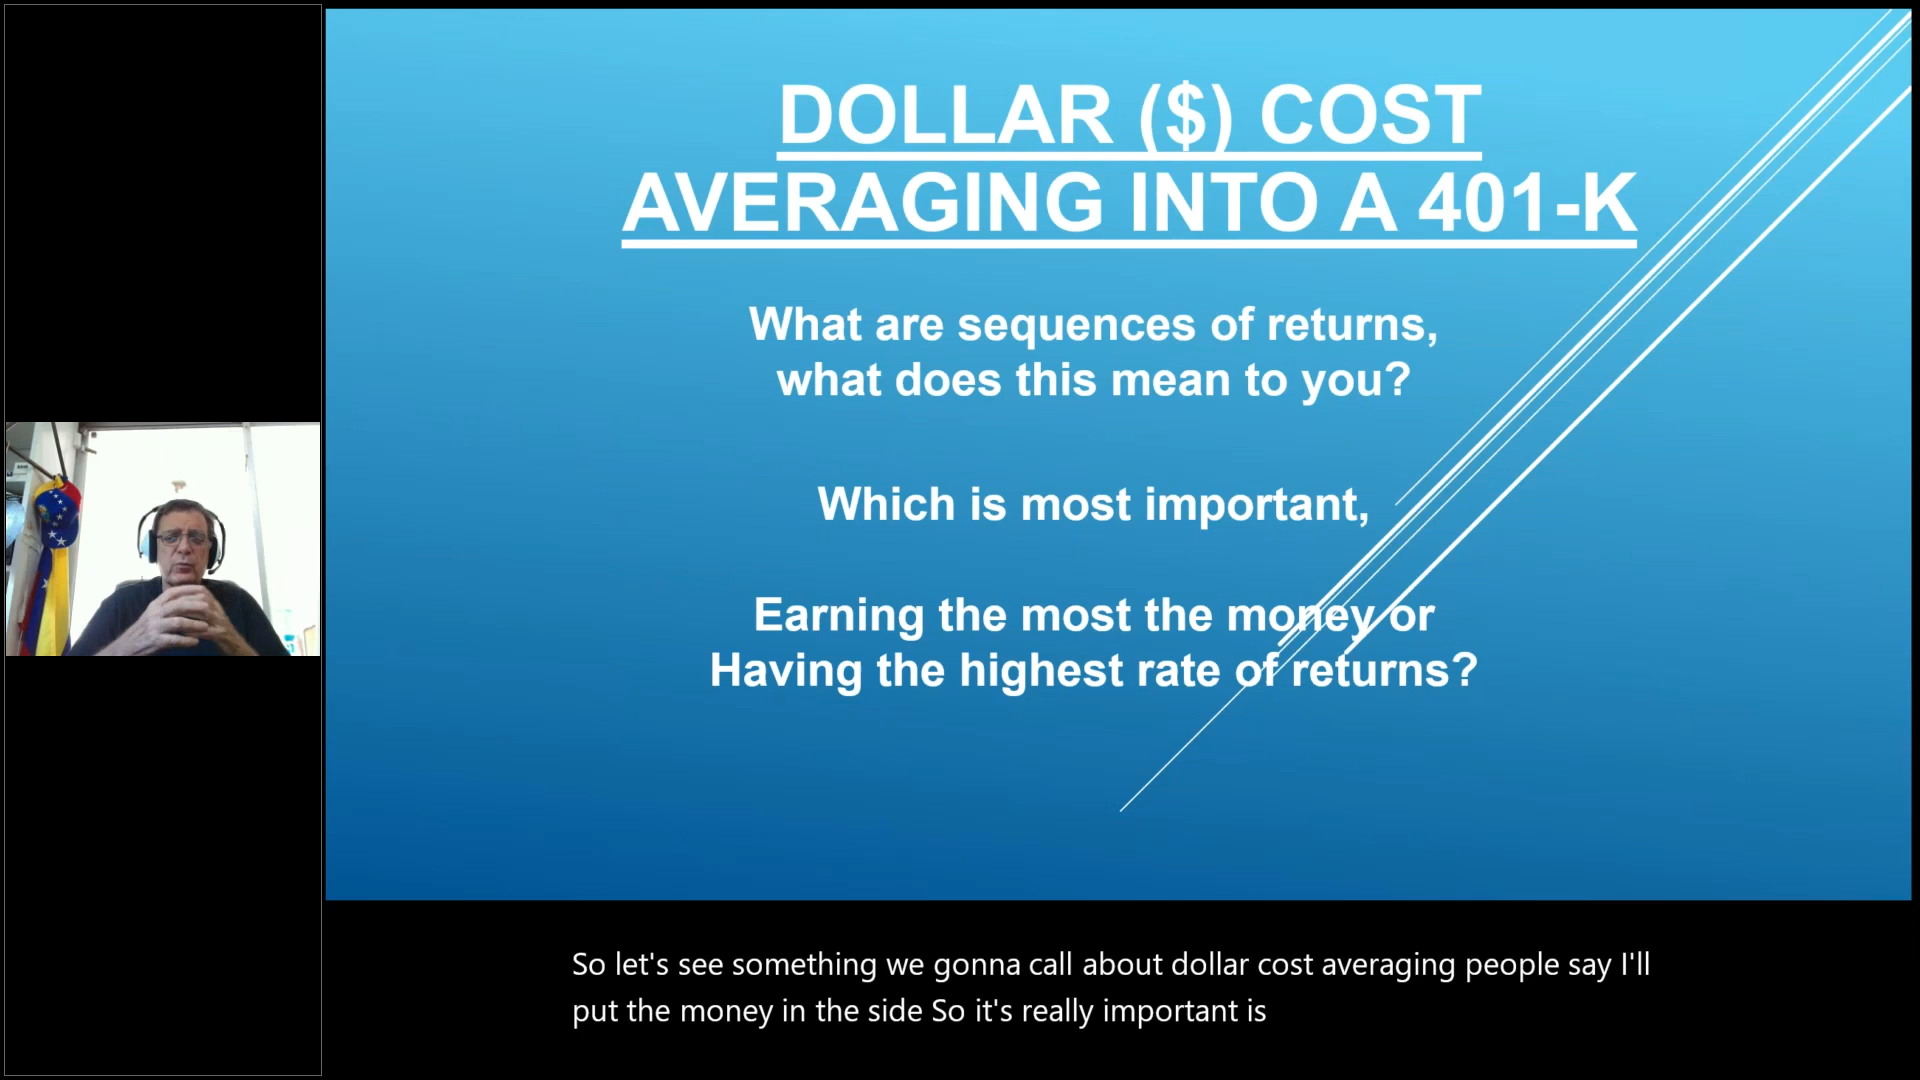 DOLLAR ($) COST
AVERAGING INTO A 401-K
What are sequences of returns,
what does this mean to you?
Which is most important,
Earning the most the money or
Having the highest rate of returns?
So let's see something we gonna call about dollar cost averaging people say I'll
put the money in the side So it's really important is